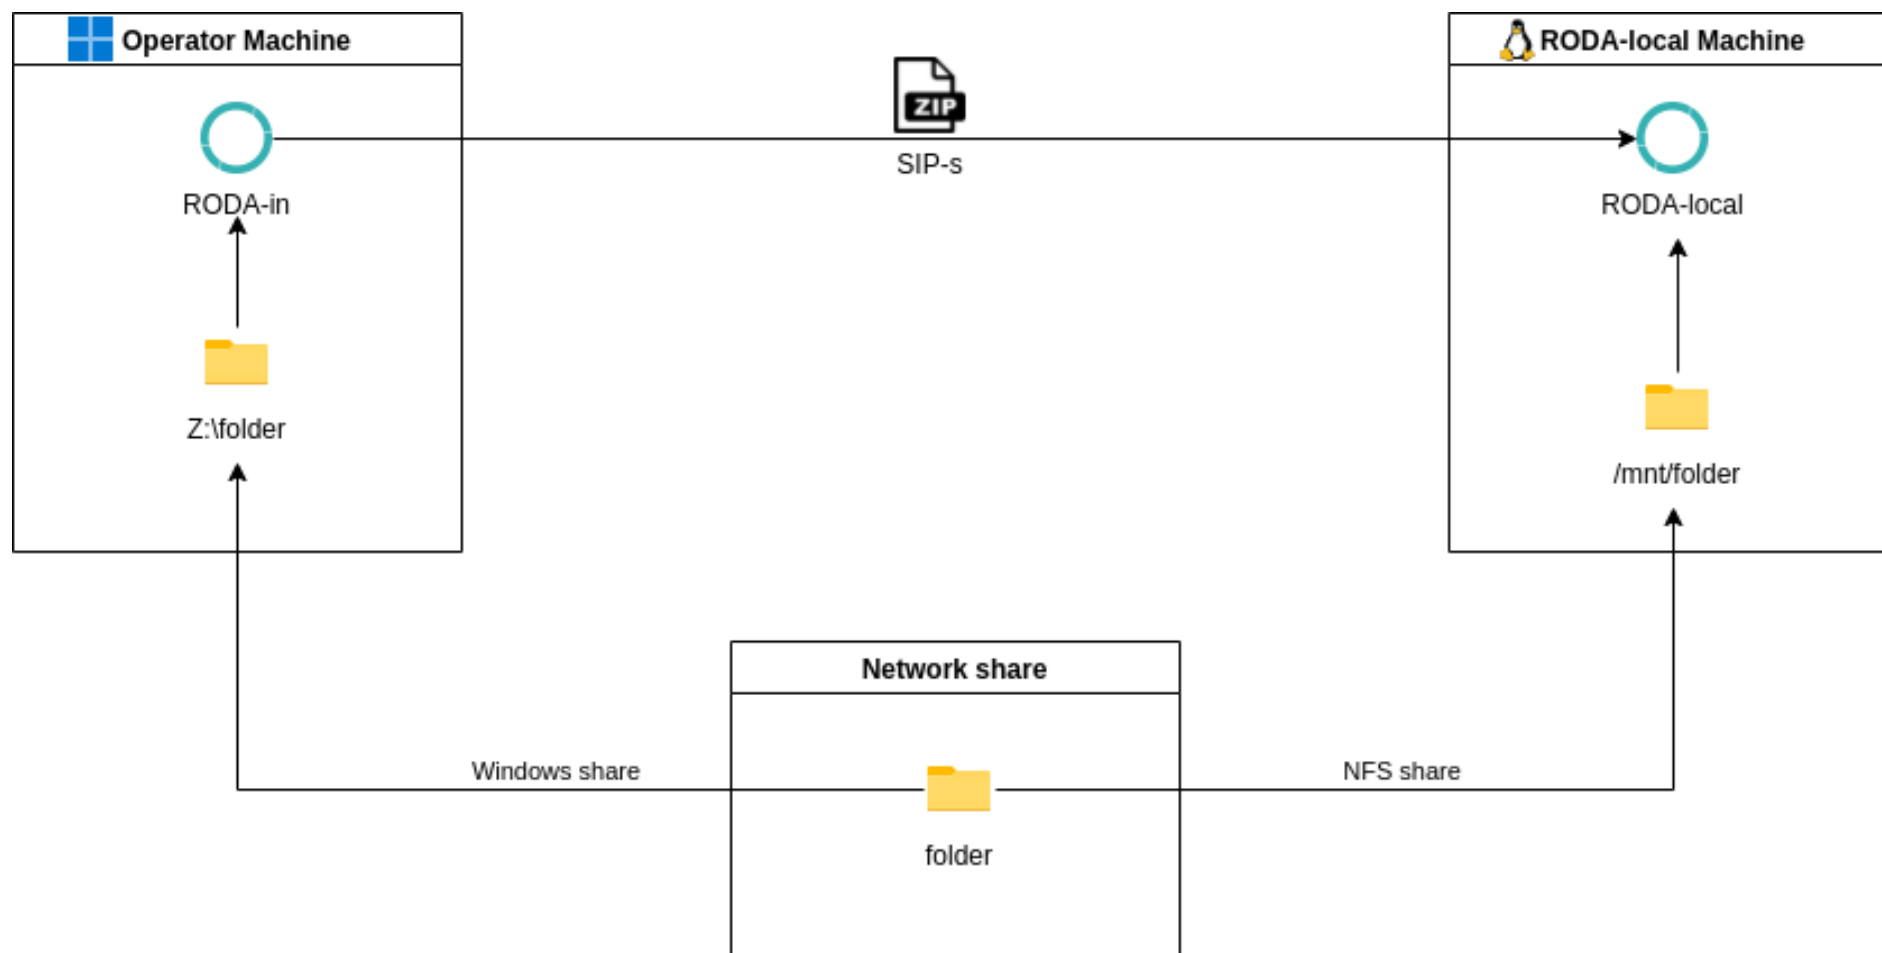 Operator Machine
RODA-local Machine
ZIP
SIP-s
RODA-in
RODA-local
Z:\folder
/mnt/folder
Network share
Windows share
NFS share
folder